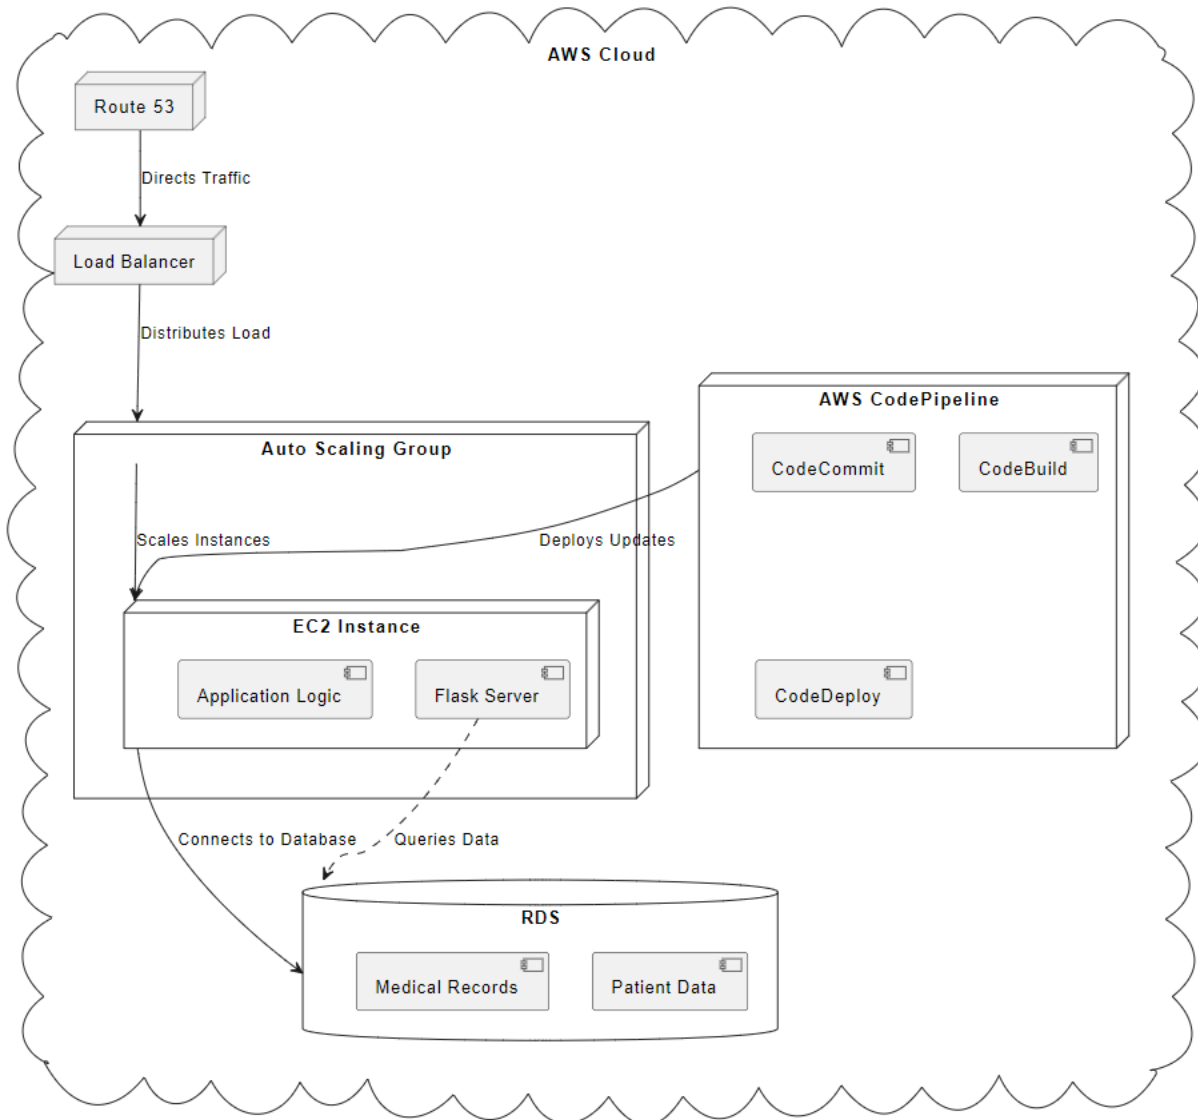 AWS Cloud
Route 53
Directs Traffic
Load Balancer
Distributes Load
AWS CodePipeline
Auto Scaling Group
CodeCommit
CodeBuild
Scales Instances
Deploys Updates
EC2 Instance
Application Logic
Flask Server
CodeDeploy
Connects to Database
Queries Data
RDS
Medical Records
Patient Data